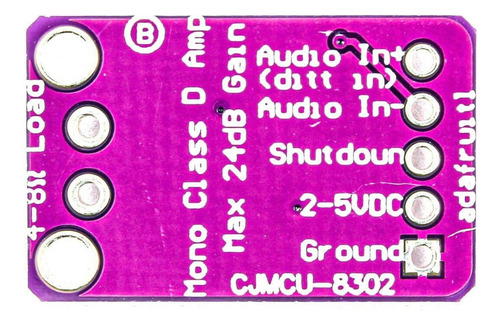 B
4-8Ω Load
Mono Class D Amp
Max 24dB Gain
Audio In+
(diff in)
Audio In-
Shutdown
2-5VDC
Ground
CJMCU-8302
adafruit!